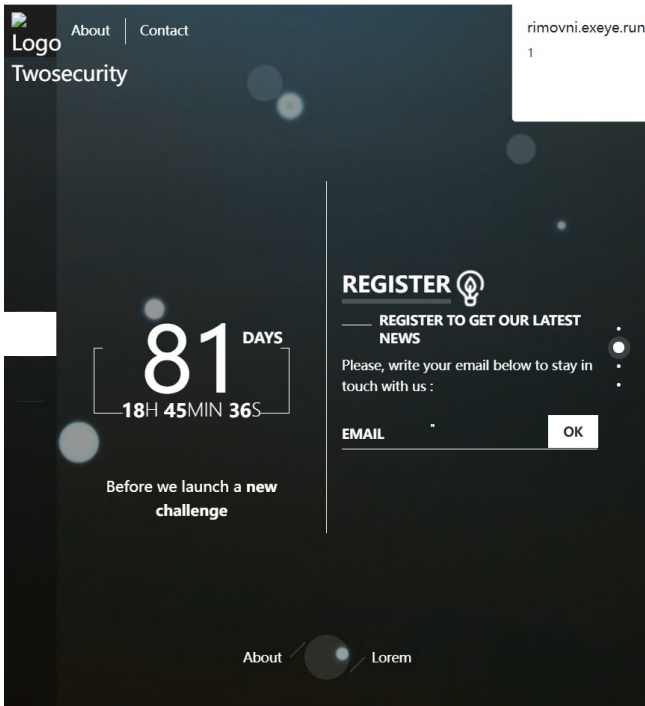 Logo
Twosecurity
About
Contact
rimovni.exeye.run
1
81 DAYS
18H 45MIN 36S
Before we launch a new
challenge
REGISTER
REGISTER TO GET OUR LATEST
NEWS
Please, write your email below to stay in
touch with us :
EMAIL
OK
About
Lorem